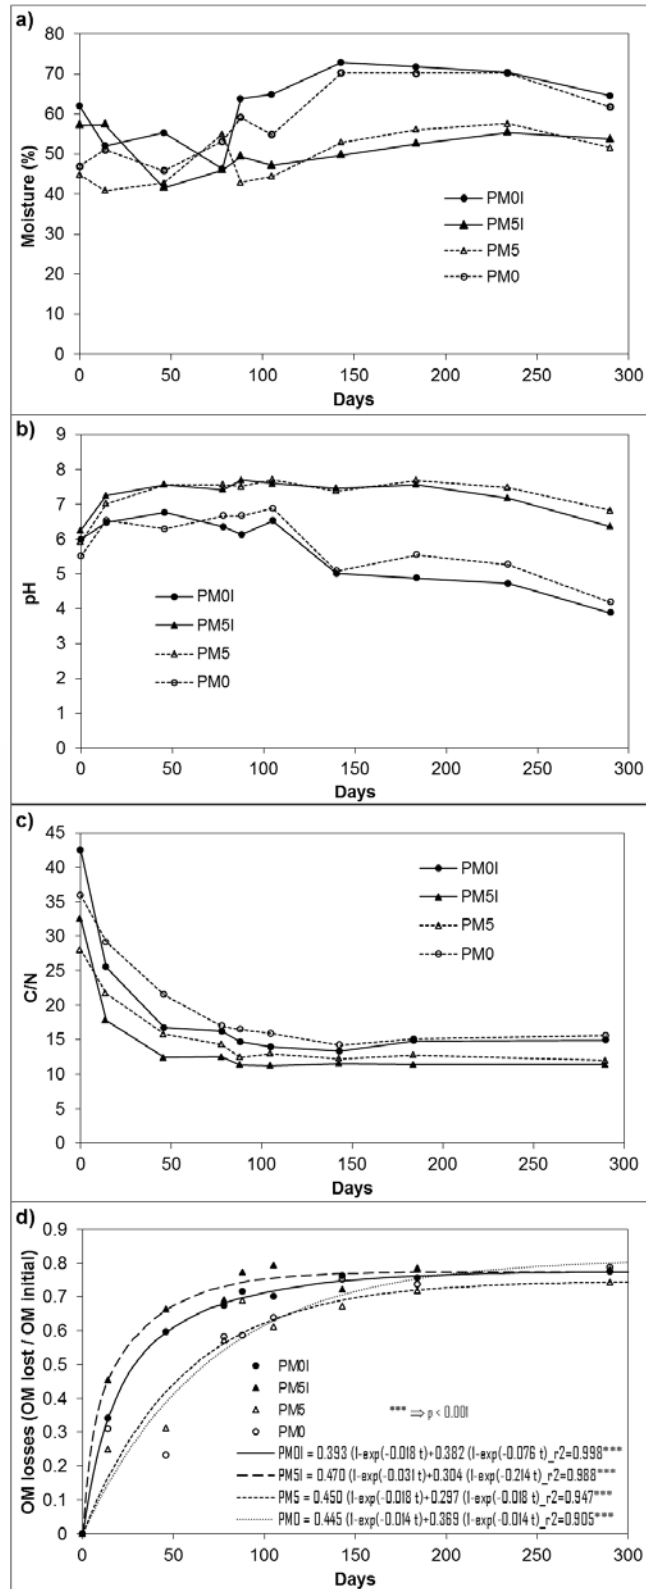 a)
80
70
60
50
40
30
20
10
0
Moisture (%)
PM0I
PM5I
PM5
PM0
0 50 100 150 200 250 300
Days
b)
9
8
7
6
5
4
3
2
1
0
pH
PM0I
PM5I
PM5
PM0
0 50 100 150 200 250 300
Days
c)
45
40
35
30
25
20
15
10
5
0
C/N
PM0I
PM5I
PM5
PM0
0 50 100 150 200 250 300
Days
d)
0.9
0.8
0.7
0.6
0.5
0.4
0.3
0.2
0.1
0
OM losses (OM lost / OM initial)
PM0I
PM5I
PM5
PM0
*** ⇒ p < 0.001
PM0I = 0.393 (1-exp(-0.018 t)+0.382 (1-exp(-0.076 t)_r2=0.998***
PM5I = 0.470 (1-exp(-0.031 t)+0.304 (1-exp(-0.214 t)_r2=0.988***
PM5 = 0.450 (1-exp(-0.018 t)+0.297 (1-exp(-0.018 t)_r2=0.947***
PM0 = 0.445 (1-exp(-0.014 t)+0.369 (1-exp(-0.014 t)_r2=0.905***
0 50 100 150 200 250 300
Days